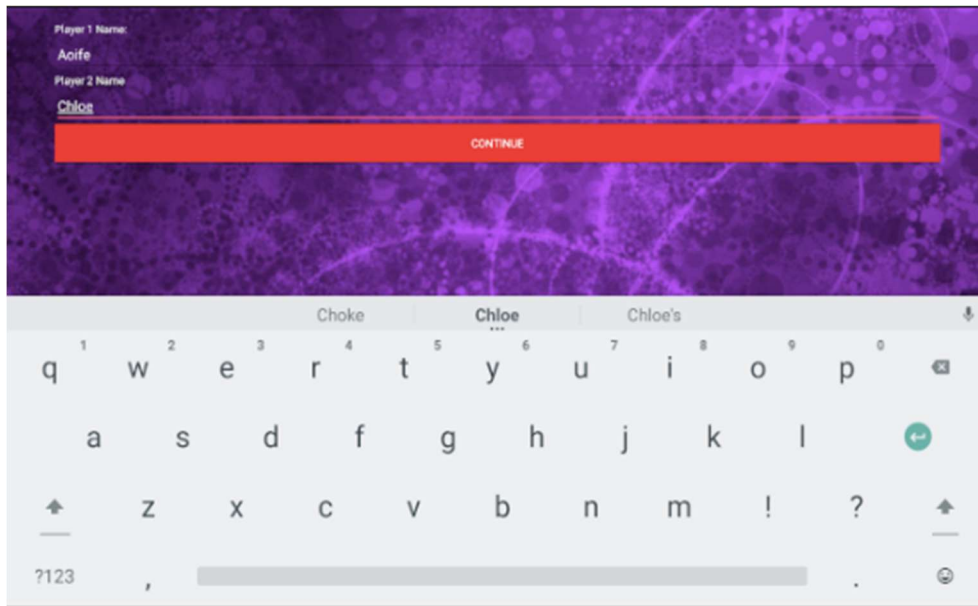 Player 1 Name:
Aoife
Player 2 Name
Chloe
CONTINUE
Choke Chloe Chloe's
1 2 3 4 5 6 7 8 9 0
q w e r t y u i o p
a s d f g h j k l
z x c v b n m ! ?
?123 , .